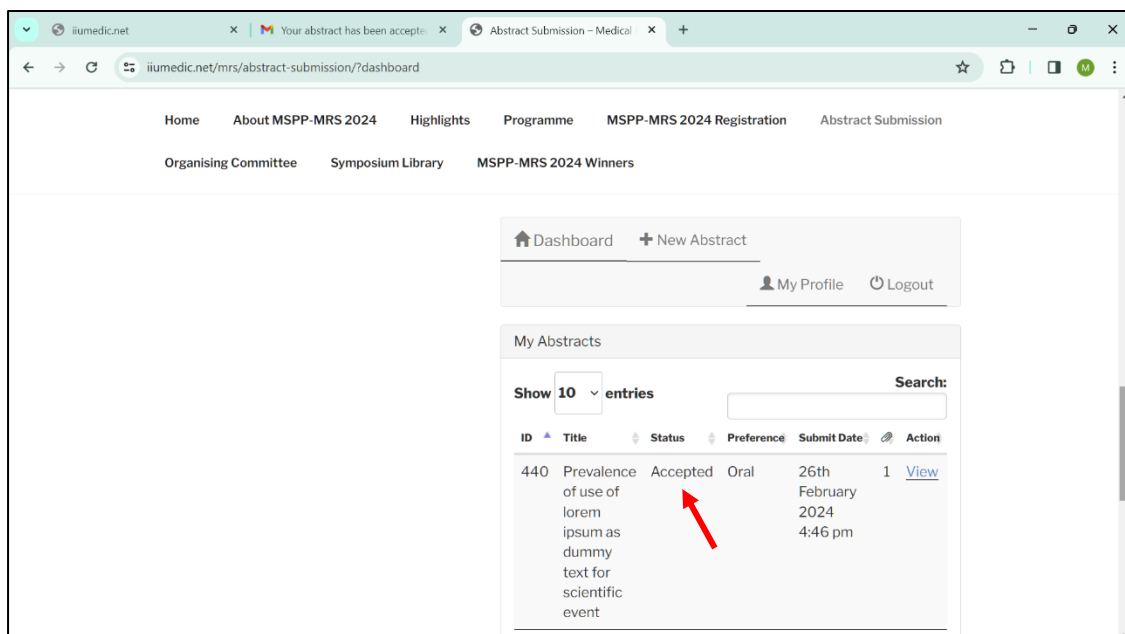 iiumedic.net
Your abstract has been accepte
Abstract Submission – Medical
iiumedic.net/mrs/abstract-submission/?dashboard
M
Home About MSPP-MRS 2024 Highlights Programme MSPP-MRS 2024 Registration Abstract Submission
Organising Committee Symposium Library MSPP-MRS 2024 Winners
Dashboard New Abstract
My Profile Logout
My Abstracts
Search:
Show 10 entries
ID Title Status Preference Submit Date Action
440 Prevalence Accepted Oral 26th 1 View
of use of February
lorem 2024
ipsum as 4:46 pm
dummy
text for
scientific
event